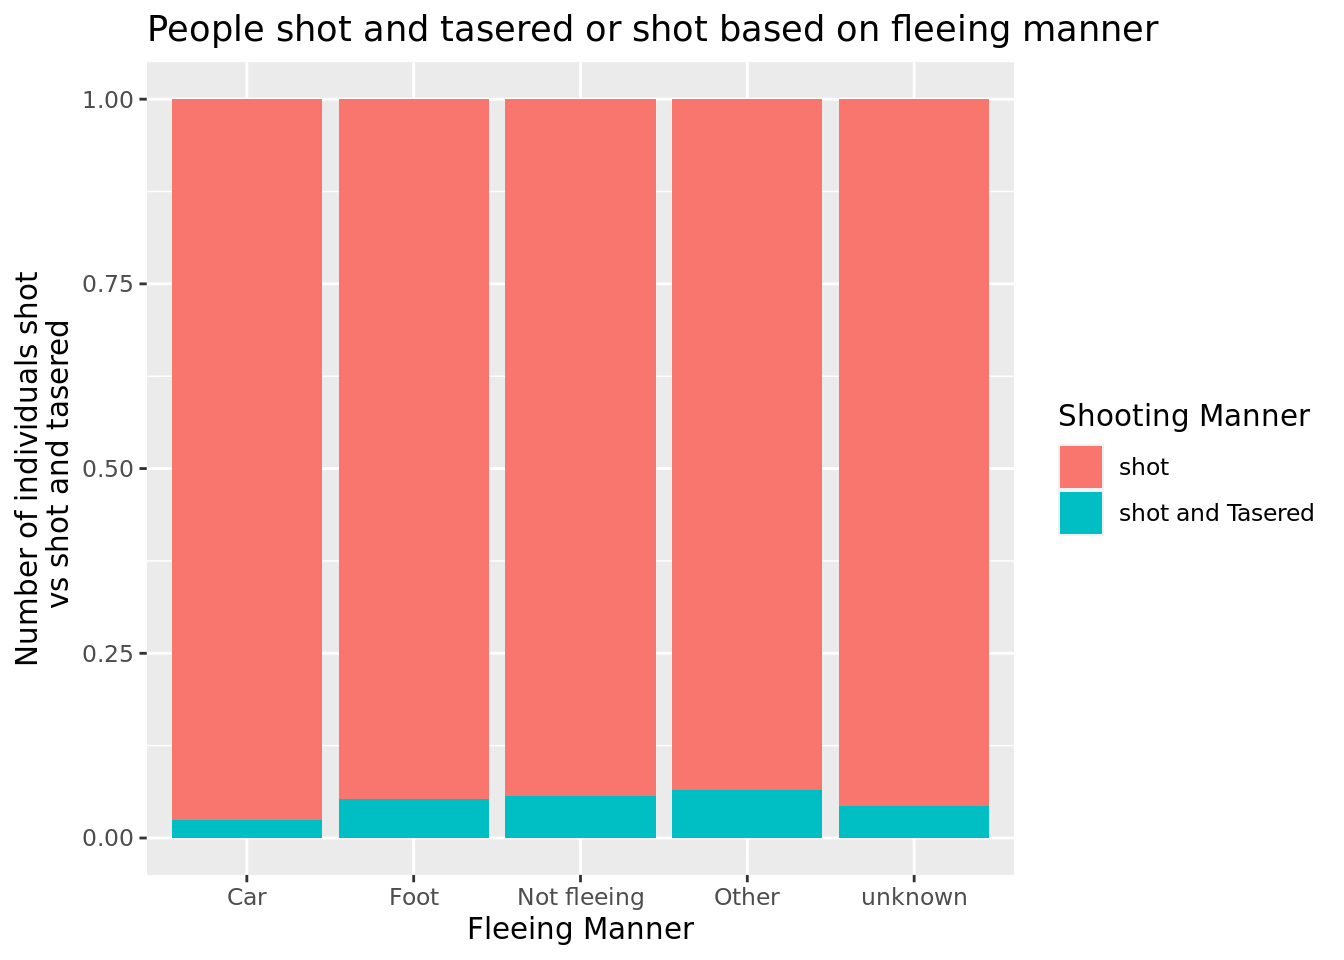 People shot and tasered or shot based on fleeing manner
Number of individuals shot
vs shot and tasered
1.00
0.75
0.50
0.25
0.00
Car
Foot
Not fleeing
Other
unknown
Fleeing Manner
Shooting Manner
shot
shot and Tasered